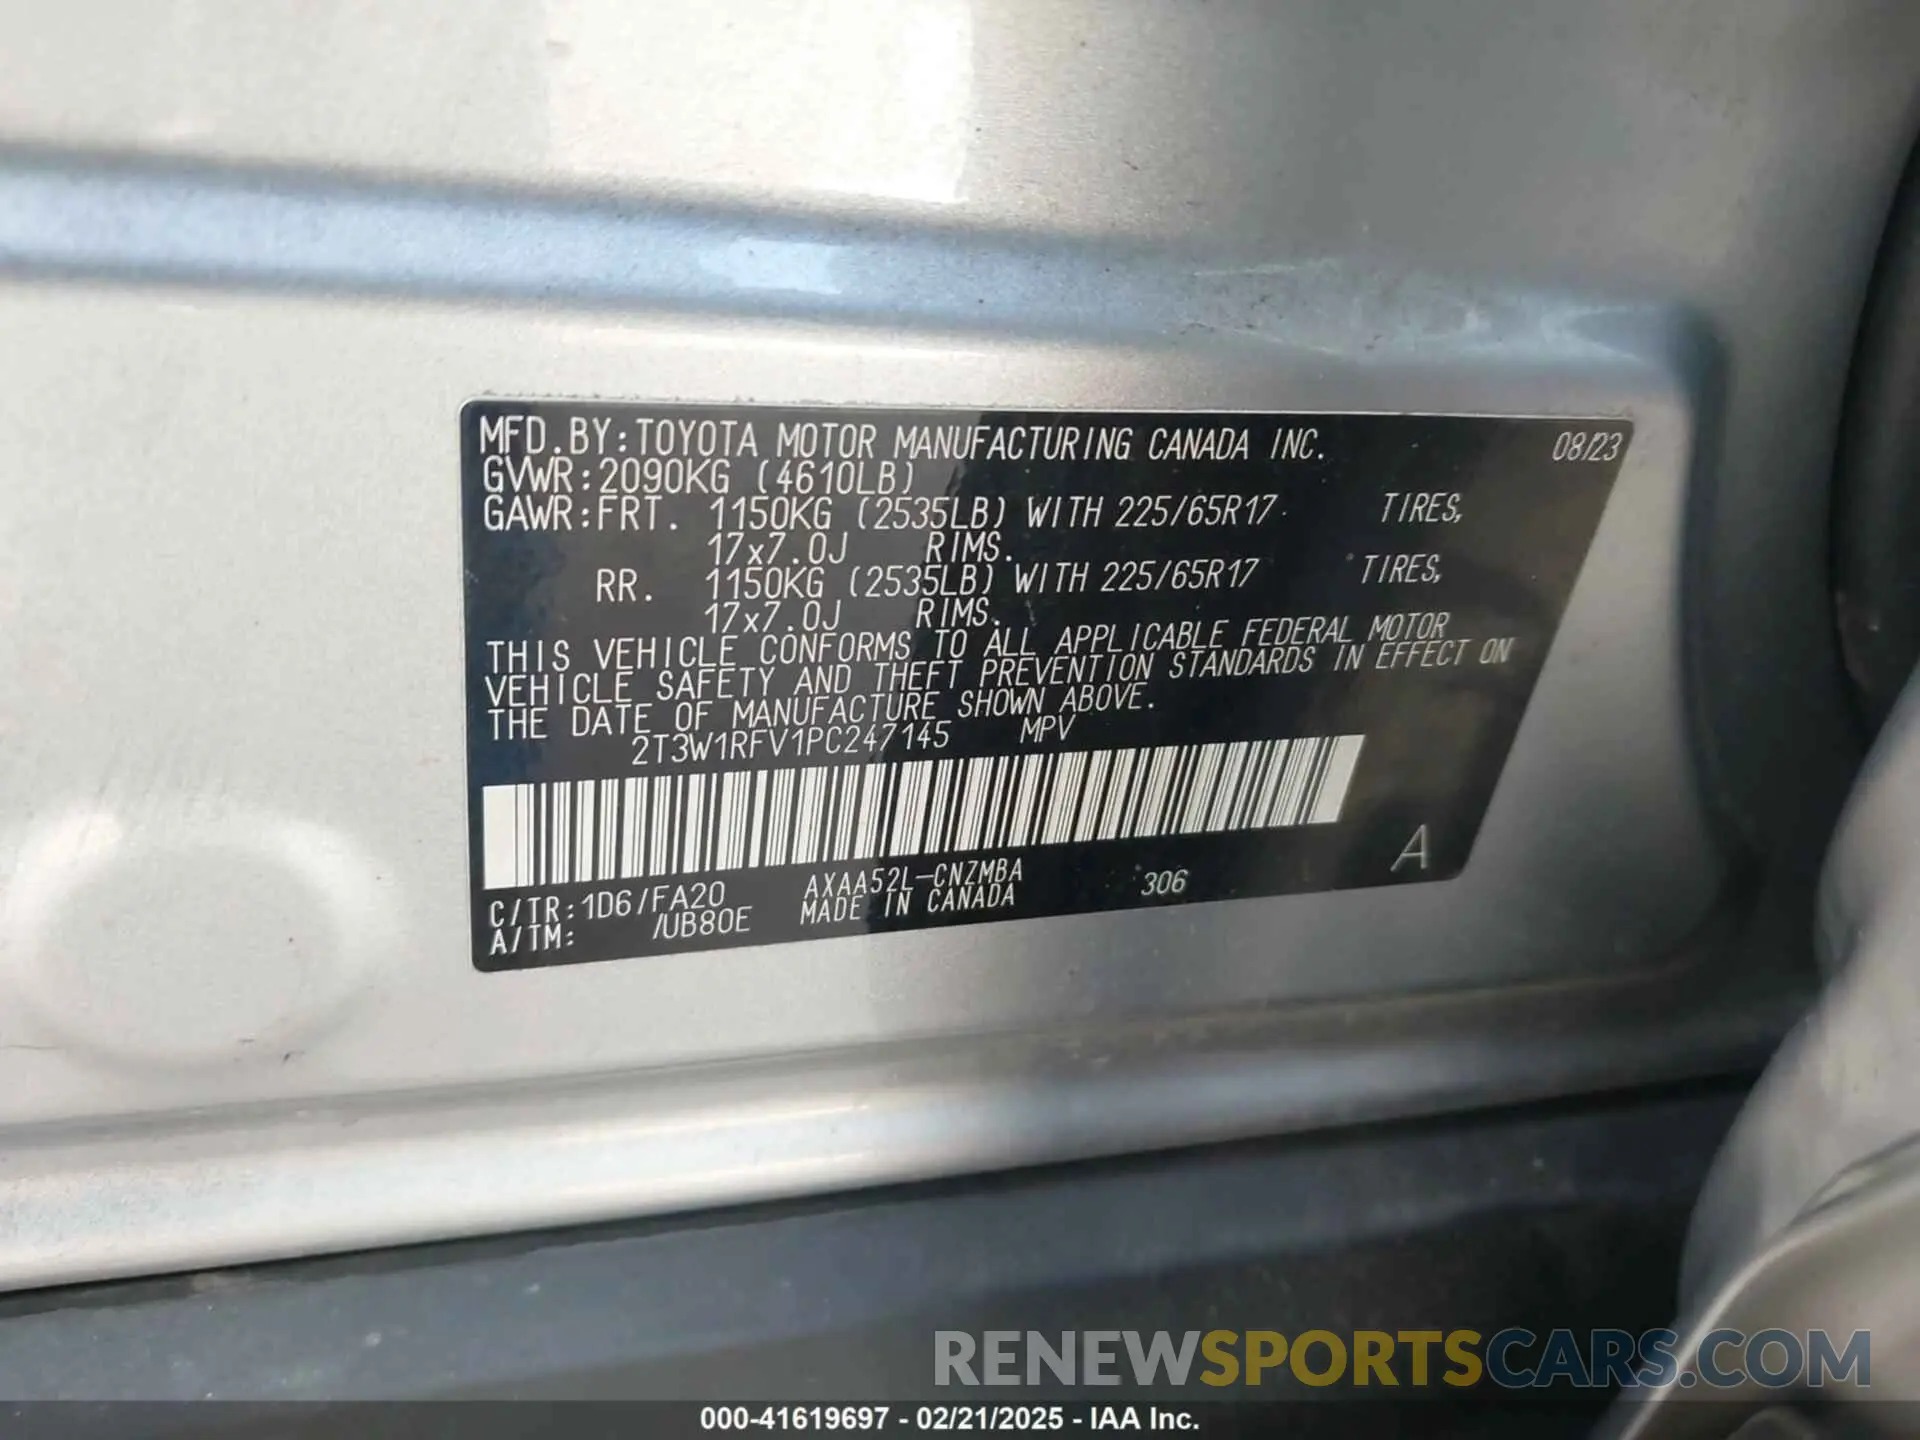 MFD.BY:TOYOTA MOTOR MANUFACTURING CANADA INC. 08/23
GVWR:2090KG (4610LB)
GAWR:FRT. 1150KG (2535LB) WITH 225/65R17 TIRES,
17x7.0J RIMS.
RR. 1150KG (2535LB) WITH 225/65R17 TIRES,
17x7.0J RIMS.
THIS VEHICLE CONFORMS TO ALL APPLICABLE FEDERAL MOTOR
VEHICLE SAFETY AND THEFT PREVENTION STANDARDS IN EFFECT ON
THE DATE OF MANUFACTURE SHOWN ABOVE.
2T3W1RFV1PC247145 MPV
C/TR:1D6/FA20 AXAA52L-CNZMBA 306 A
A/TM: /UB80E MADE IN CANADA
RENEWSPORTSCARS.COM
000-41619697 - 02/21/2025 - IAA Inc.